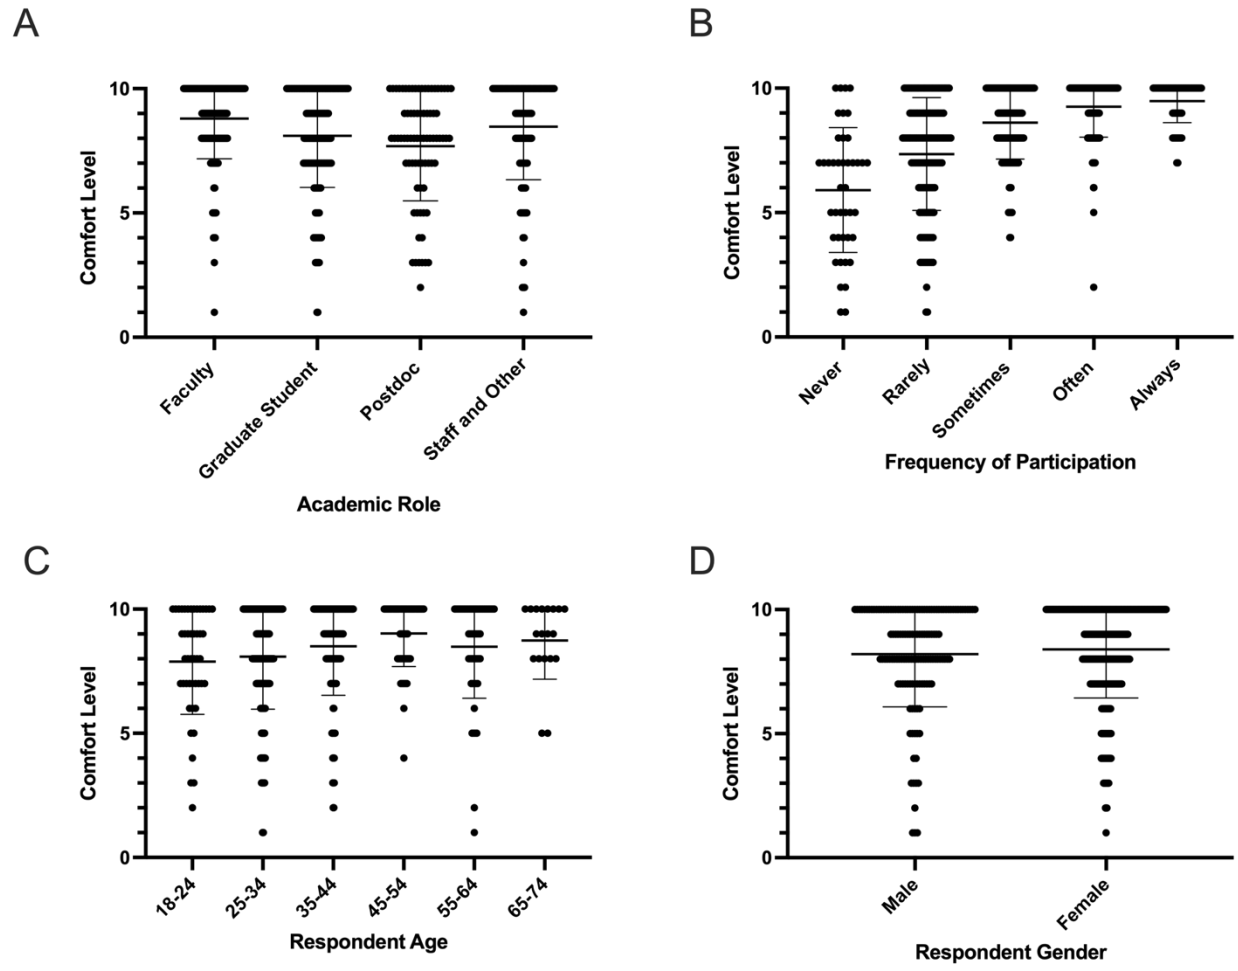 A
10
5
0
Comfort Level
Faculty
Graduate Student
Postdoc
Staff and Other
Academic Role
B
10
5
0
Comfort Level
Never
Rarely
Sometimes
Often
Always
Frequency of Participation
C
10
5
0
Comfort Level
18-24
25-34
35-44
45-54
55-64
65-74
Respondent Age
D
10
5
0
Comfort Level
Male
Female
Respondent Gender